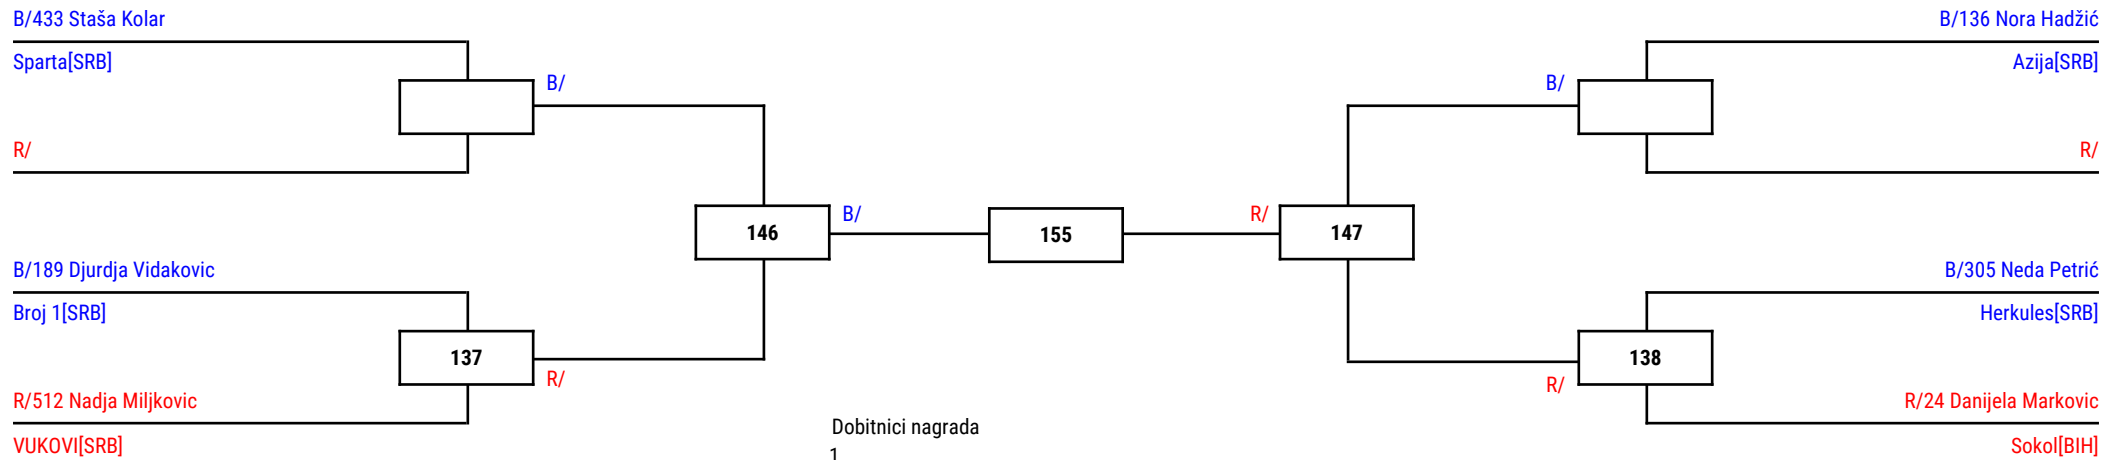 B/433 Staša Kolar
B/136 Nora Hadžić
Sparta[SRB]
Azija[SRB]
B/
B/
R/
R/
B/
R/
146
155
147
B/189 Djurdja Vidakovic
B/305 Neda Petrić
Broj 1[SRB]
Herkules[SRB]
137
138
R/
R/
R/512 Nadja Miljkovic
R/24 Danijela Markovic
Dobitnici nagrada
VUKOVI[SRB]
Sokol[BIH]
1